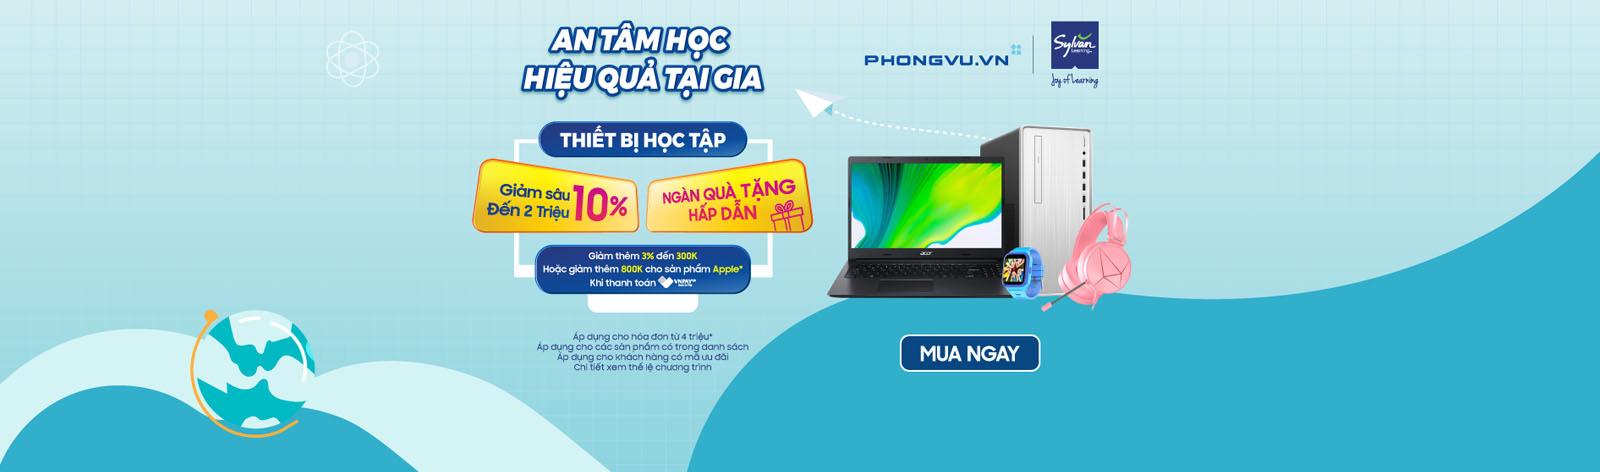 AN TÂM HỌC
HIỆU QUẢ TẠI GIA
PHONGVU.VN
Sylvan
Learning
Joy of Learning
THIẾT BỊ HỌC TẬP
Giảm sâu
Đến 2 Triệu
10%
NGÀN QUÀ TẶNG
HẤP DẪN
Giảm thêm 3% đến 300K
Hoặc giảm thêm 800K cho sản phẩm Apple*
Khi thanh toán VNPAY
Áp dụng cho hóa đơn từ 4 triệu*
Áp dụng cho các sản phẩm có trong danh sách
Áp dụng cho khách hàng có mã ưu đãi
Chi tiết xem thể lệ chương trình
acer
MUA NGAY